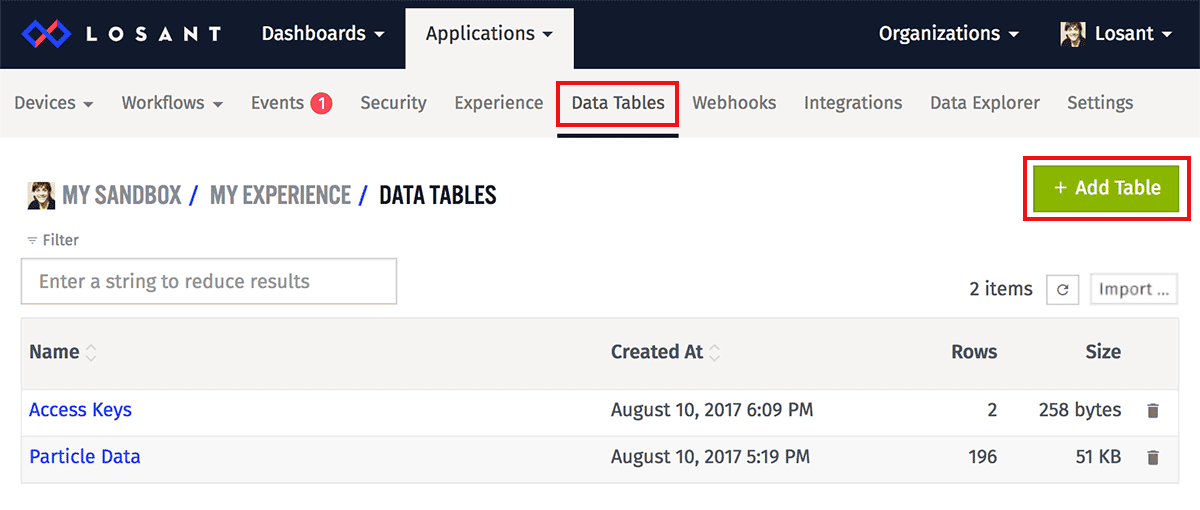 LOSANT Dashboards Applications Organizations Losant
Devices Workflows Events 1 Security Experience Data Tables Webhooks Integrations Data Explorer Settings
MY SANDBOX / MY EXPERIENCE / DATA TABLES
+ Add Table
Filter
Enter a string to reduce results
2 items Import ...
Name Created At Rows Size
Access Keys August 10, 2017 6:09 PM 2 258 bytes
Particle Data August 10, 2017 5:19 PM 196 51 KB